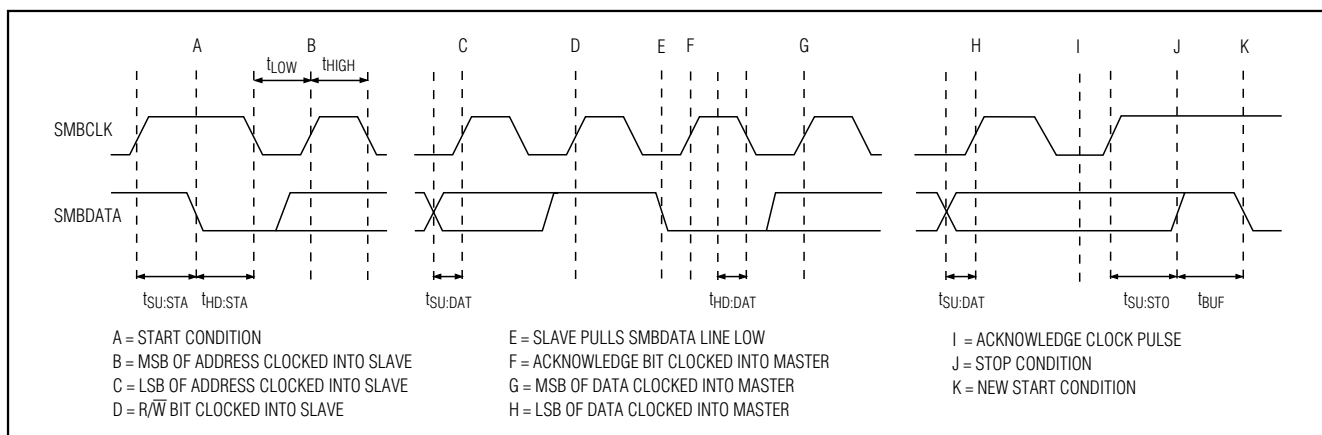 A B C D E F G H I J K
tLOW tHIGH
SMBCLK
SMBDATA
tSU:STA tHD:STA tSU:DAT tHD:DAT tSU:DAT tSU:STO tBUF
A = START CONDITION
B = MSB OF ADDRESS CLOCKED INTO SLAVE
C = LSB OF ADDRESS CLOCKED INTO SLAVE
D = R/W̅ BIT CLOCKED INTO SLAVE
E = SLAVE PULLS SMBDATA LINE LOW
F = ACKNOWLEDGE BIT CLOCKED INTO MASTER
G = MSB OF DATA CLOCKED INTO MASTER
H = LSB OF DATA CLOCKED INTO MASTER
I = ACKNOWLEDGE CLOCK PULSE
J = STOP CONDITION
K = NEW START CONDITION